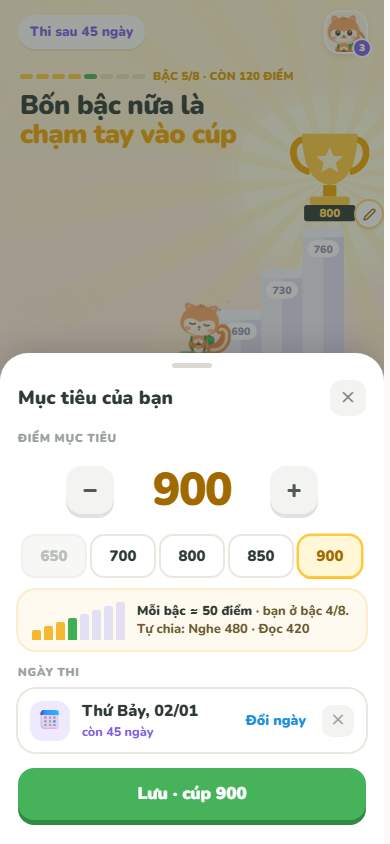 Thi sau 45 ngày
3
BẬC 5/8 · CÒN 120 ĐIỂM
Bốn bậc nữa là
chạm tay vào cúp
800
760
730
690
Mục tiêu của bạn
ĐIỂM MỤC TIÊU
900
650
700
800
850
900
Mỗi bậc ≈ 50 điểm · bạn ở bậc 4/8.
Tự chia: Nghe 480 · Đọc 420
NGÀY THI
Thứ Bảy, 02/01
còn 45 ngày
Đổi ngày
Lưu · cúp 900